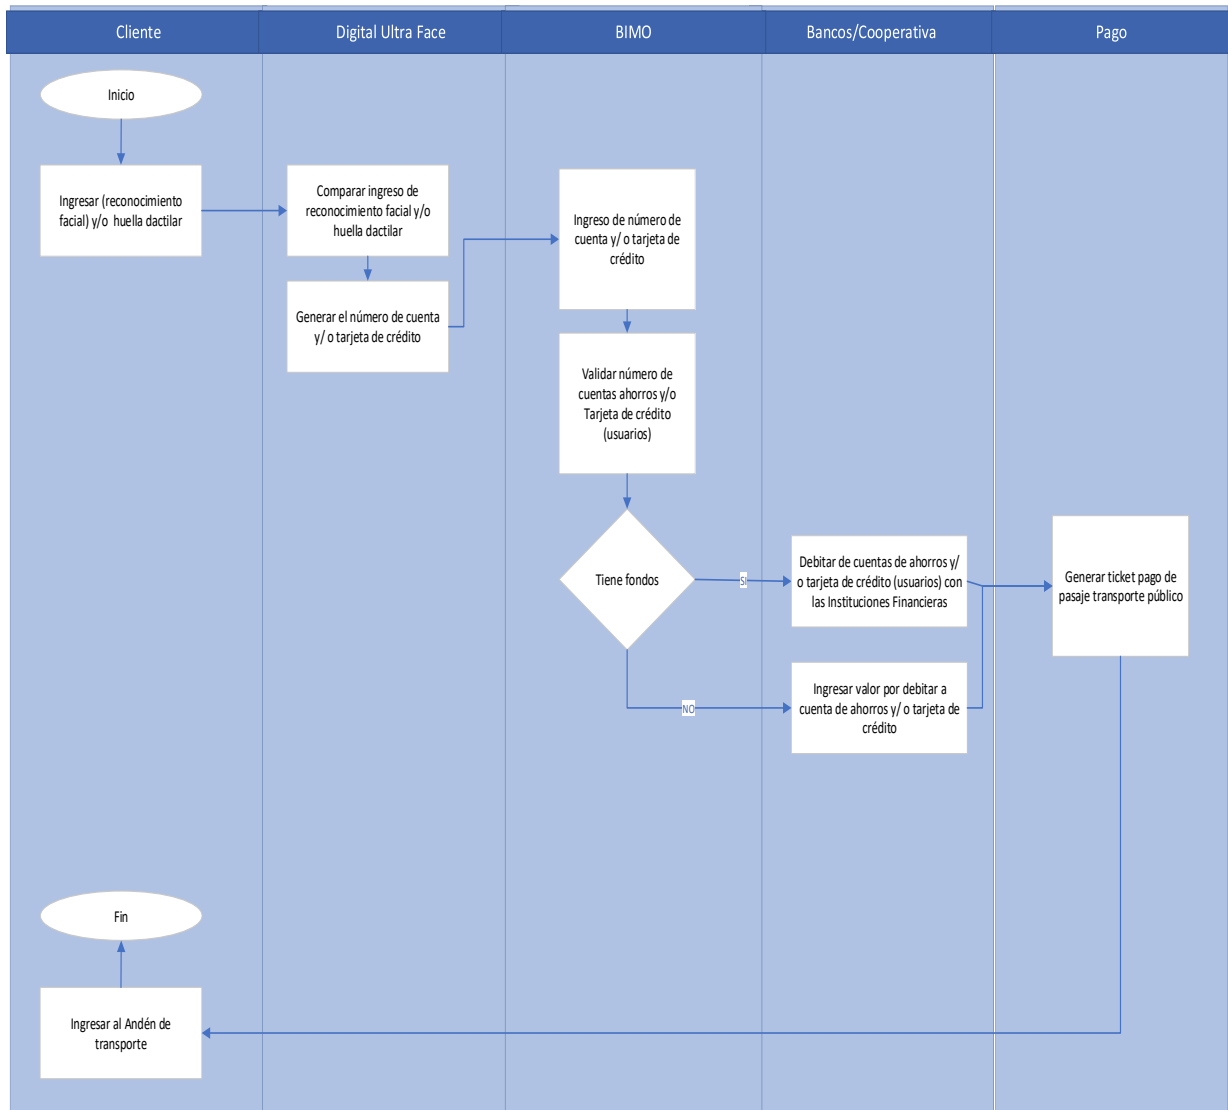 Cliente
Digital Ultra Face
BIMO
Bancos/Cooperativa
Pago
Inicio
Ingresar (reconocimiento
facial) y/o  huella dactilar
Comparar ingreso de
reconocimiento facial y/o
huella dactilar
Generar el número de cuenta
y/ o tarjeta de crédito
Ingreso de número de
cuenta y/ o tarjeta de
crédito
Validar número de
cuentas ahorros y/o
Tarjeta de crédito
(usuarios)
Tiene fondos
SI
NO
Debitar de cuentas de ahorros y/
o tarjeta de crédito (usuarios) con
las Instituciones Financieras
Ingresar valor por debitar a
cuenta de ahorros y/ o tarjeta de
crédito
Generar ticket pago de
pasaje transporte público
Ingresar al Andén de
transporte
Fin